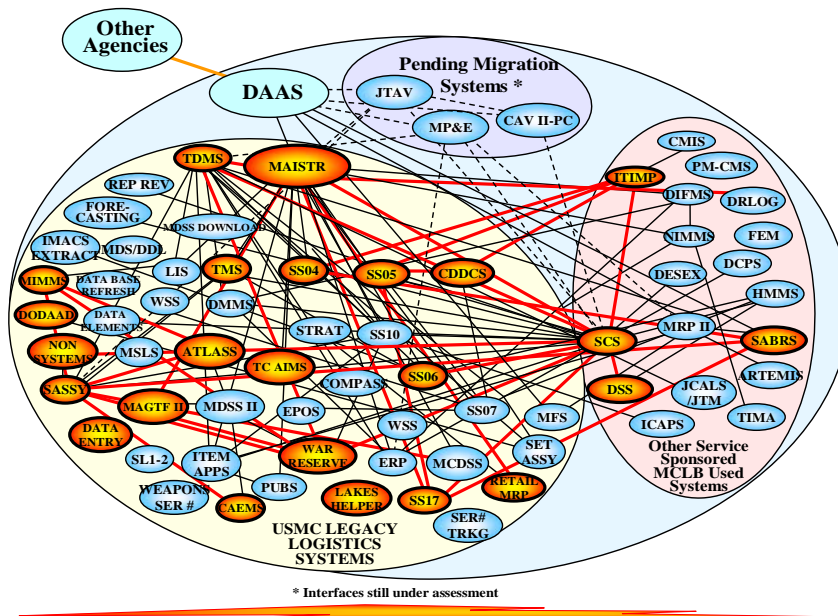 Other
Agencies
DAAS
Pending Migration
Systems *
JTAV
MP&E
CAV II-PC
TDMS
MAISTR
REP REV
FORE-
CASTING
MDSS DOWNLOAD
IMACS
EXTRACT
MDS/DDL
LIS
TMS
SS04
SS05
CDDCS
MIMMS
DATA BASE
REFRESH
WSS
DMMS
DODAAD
DATA
ELEMENTS
STRAT
SS10
NON
SYSTEMS
MSLS
ATLASS
TC AIMS
SS06
SASSY
COMPASS
MAGTF II
MDSS II
EPOS
WSS
SS07
MFS
DATA
ENTRY
SL1-2
ITEM
APPS
WAR
RESERVE
ERP
MCDSS
SET
ASSY
WEAPONS
SER #
PUBS
CAEMS
LAKES
HELPER
SS17
RETAIL
MRP
SER#
TRKG
USMC LEGACY
LOGISTICS
SYSTEMS
CMIS
PM-CMS
ITIMP
DIFMS
DRLOG
NIMMS
FEM
DESEX
DCPS
HMMS
SCS
MRP II
SABRS
DSS
JCALS
/JTM
ARTEMIS
ICAPS
TIMA
Other Service
Sponsored
MCLB Used
Systems
* Interfaces still under assessment